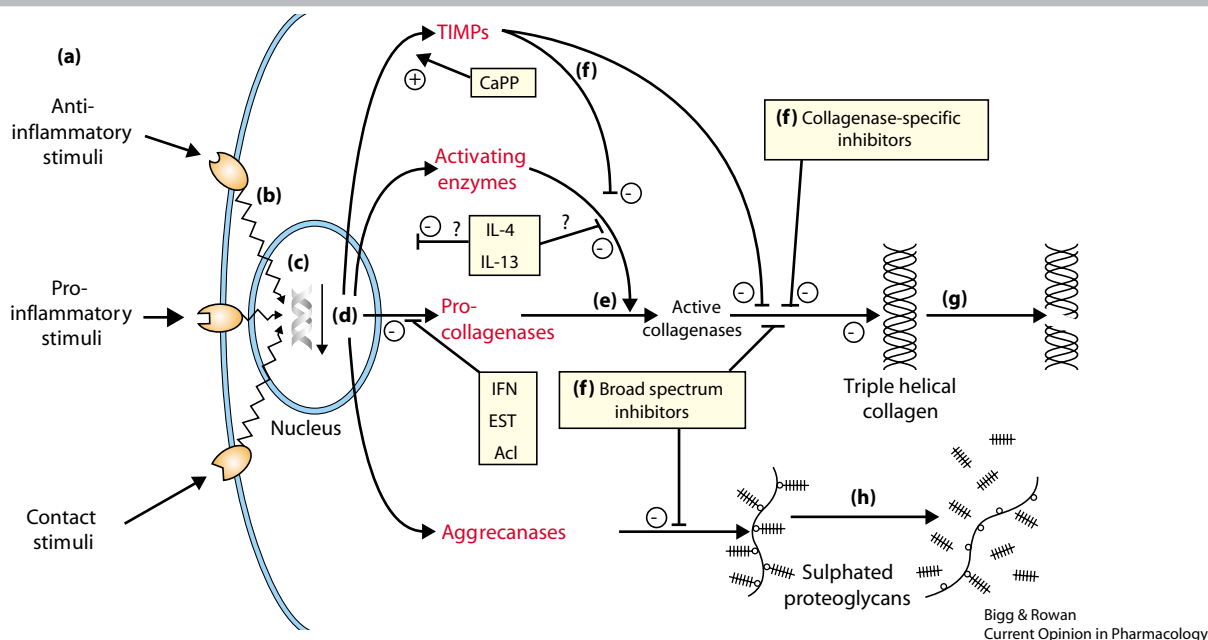 (a)
Anti-
inflammatory
stimuli
(b)
Pro-
inflammatory
stimuli
Contact
stimuli
(c)
(d)
Nucleus
TIMPs
(f)
+
CaPP
Activating
enzymes
-
-
?
IL-4
IL-13
?
-
(f) Collagenase-specific
inhibitors
-
Pro-
collagenases
(e)
Active
collagenases
-
-
-
(g)
Triple helical
collagen
IFN
EST
AcI
(f) Broad spectrum
inhibitors
Aggrecanases
-
(h)
Sulphated
proteoglycans
Bigg & Rowan
Current Opinion in Pharmacology